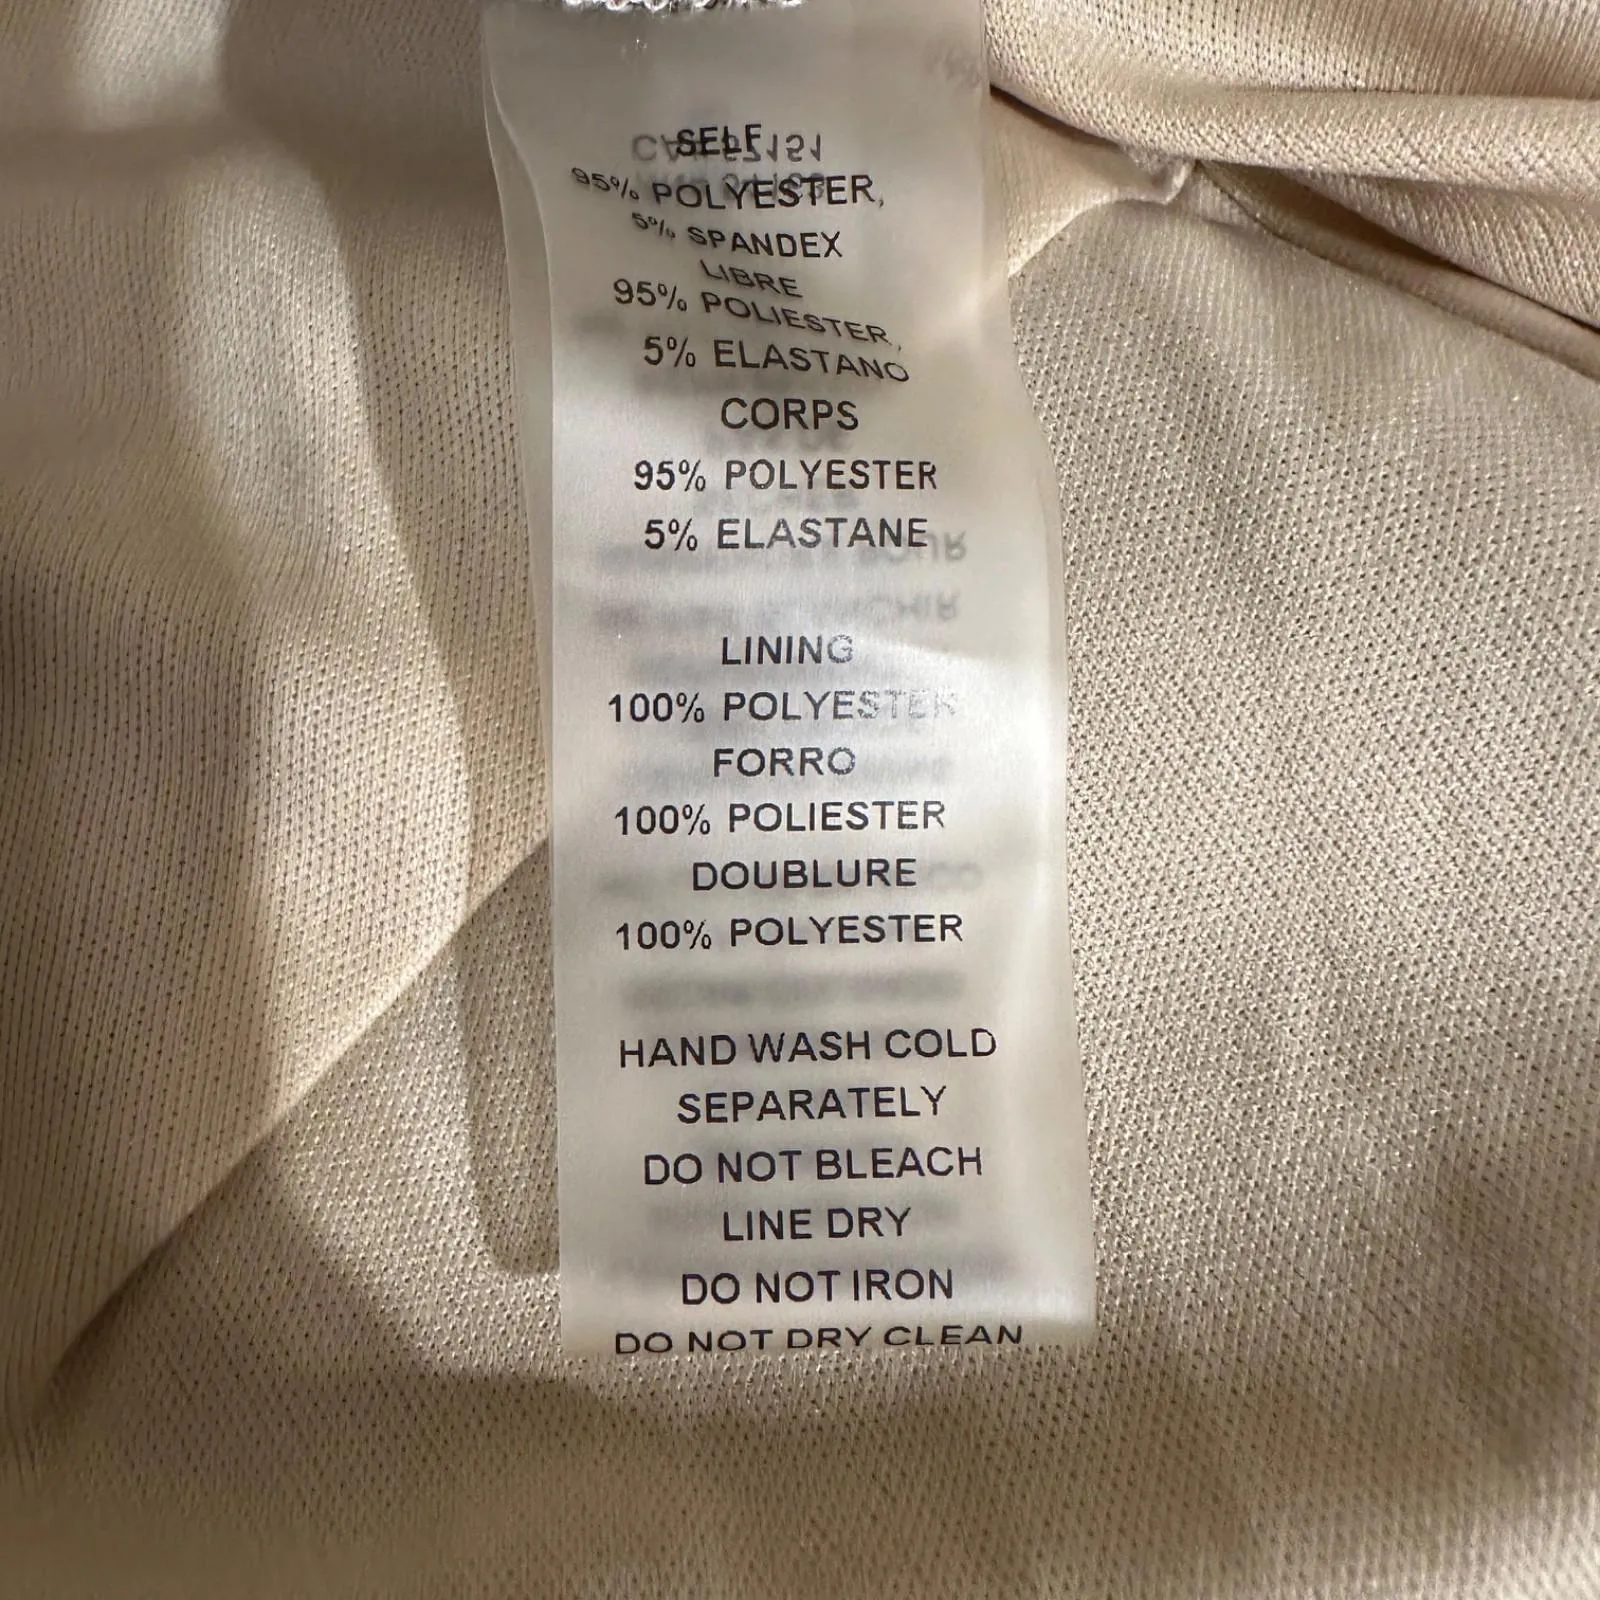 SELF
95% POLYESTER,
5% SPANDEX
LIBRE
95% POLIESTER,
5% ELASTANO
CORPS
95% POLYESTER
5% ELASTANE
LINING
100% POLYESTER
FORRO
100% POLIESTER
DOUBLURE
100% POLYESTER
HAND WASH COLD
SEPARATELY
DO NOT BLEACH
LINE DRY
DO NOT IRON
DO NOT DRY CLEAN